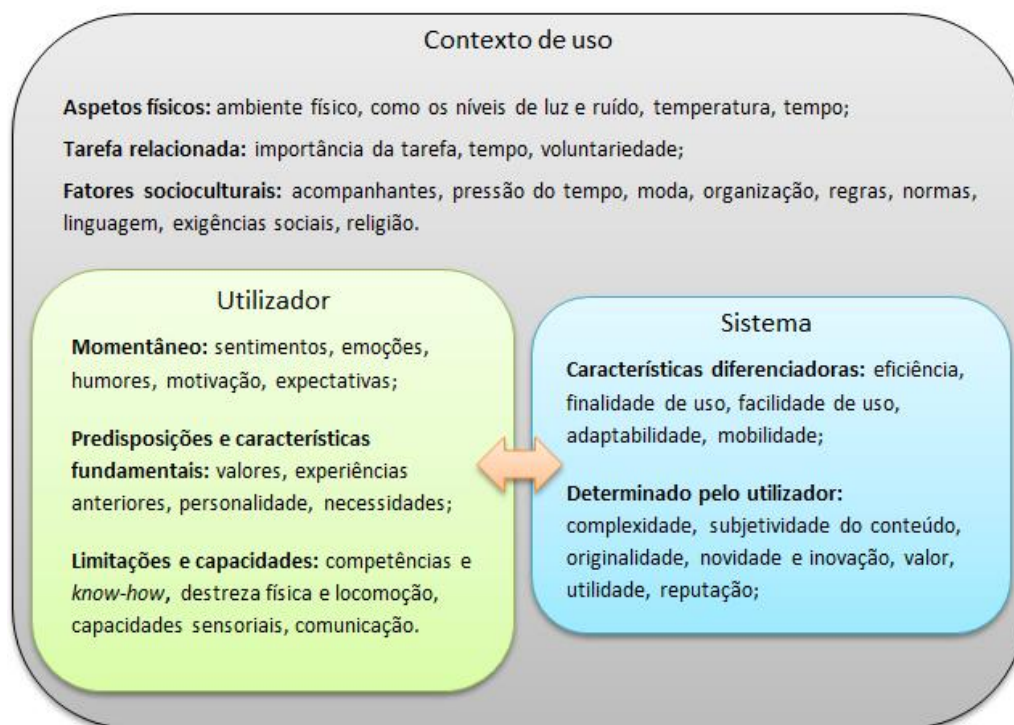 Contexto de uso
Aspetos físicos: ambiente físico, como os níveis de luz e ruído, temperatura, tempo;
Tarefa relacionada: importância da tarefa, tempo, voluntariedade;
Fatores socioculturais: acompanhantes, pressão do tempo, moda, organização, regras, normas,
linguagem, exigências sociais, religião.
Utilizador
Momentâneo: sentimentos, emoções,
humores, motivação, expectativas;
Predisposições e características
fundamentais: valores, experiências
anteriores, personalidade, necessidades;
Limitações e capacidades: competências e
know-how, destreza física e locomoção,
capacidades sensoriais, comunicação.
Sistema
Características diferenciadoras: eficiência,
finalidade de uso, facilidade de uso,
adaptabilidade, mobilidade;
Determinado pelo utilizador:
complexidade, subjetividade do conteúdo,
originalidade, novidade e inovação, valor,
utilidade, reputação;